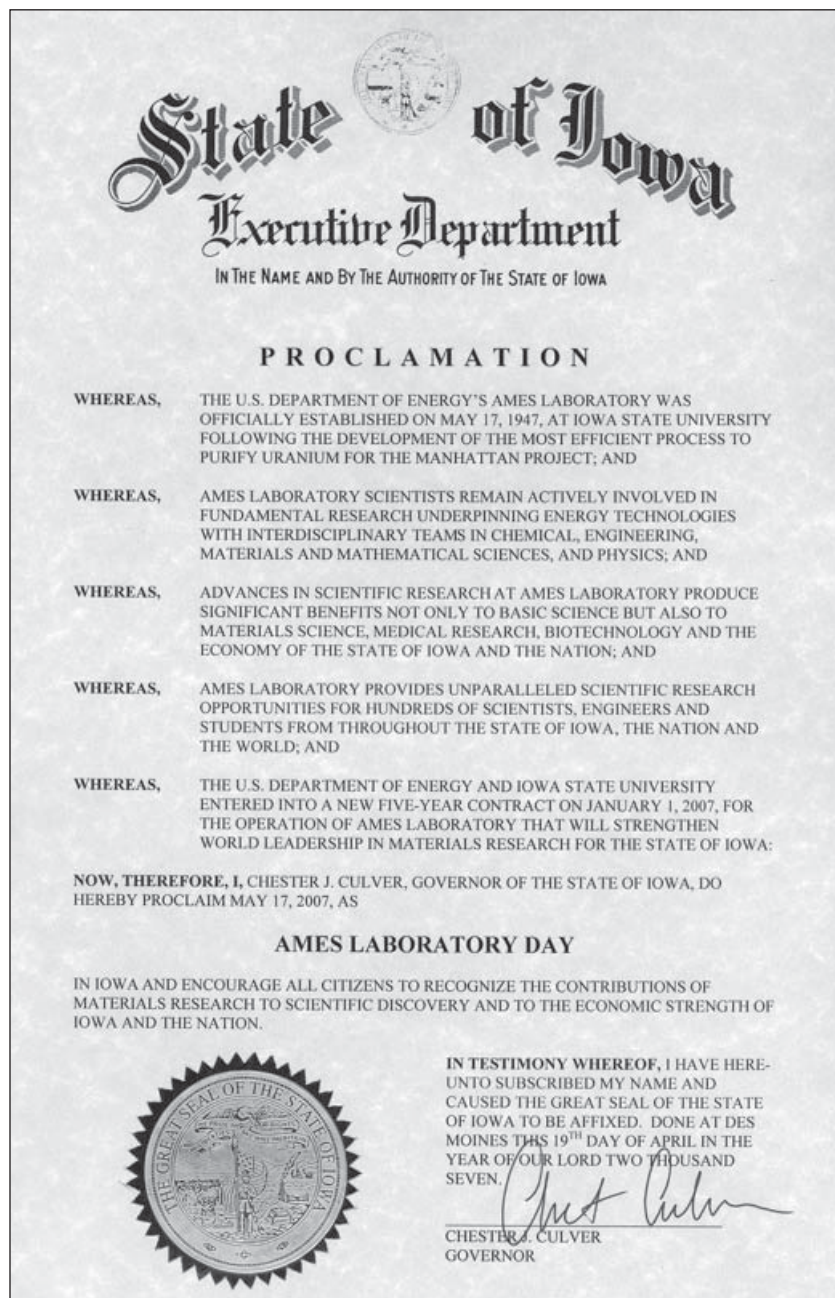 State of Iowa
Executive Department
IN THE NAME AND BY THE AUTHORITY OF THE STATE OF IOWA
PROCLAMATION
WHEREAS, THE U.S. DEPARTMENT OF ENERGY'S AMES LABORATORY WAS
OFFICIALLY ESTABLISHED ON MAY 17, 1947, AT IOWA STATE UNIVERSITY
FOLLOWING THE DEVELOPMENT OF THE MOST EFFICIENT PROCESS TO
PURIFY URANIUM FOR THE MANHATTAN PROJECT; AND
WHEREAS, AMES LABORATORY SCIENTISTS REMAIN ACTIVELY INVOLVED IN
FUNDAMENTAL RESEARCH UNDERPINNING ENERGY TECHNOLOGIES
WITH INTERDISCIPLINARY TEAMS IN CHEMICAL, ENGINEERING,
MATERIALS AND MATHEMATICAL SCIENCES, AND PHYSICS; AND
WHEREAS, ADVANCES IN SCIENTIFIC RESEARCH AT AMES LABORATORY PRODUCE
SIGNIFICANT BENEFITS NOT ONLY TO BASIC SCIENCE BUT ALSO TO
MATERIALS SCIENCE, MEDICAL RESEARCH, BIOTECHNOLOGY AND THE
ECONOMY OF THE STATE OF IOWA AND THE NATION; AND
WHEREAS, AMES LABORATORY PROVIDES UNPARALLELED SCIENTIFIC RESEARCH
OPPORTUNITIES FOR HUNDREDS OF SCIENTISTS, ENGINEERS AND
STUDENTS FROM THROUGHOUT THE STATE OF IOWA, THE NATION AND
THE WORLD; AND
WHEREAS, THE U.S. DEPARTMENT OF ENERGY AND IOWA STATE UNIVERSITY
ENTERED INTO A NEW FIVE-YEAR CONTRACT ON JANUARY 1, 2007, FOR
THE OPERATION OF AMES LABORATORY THAT WILL STRENGTHEN
WORLD LEADERSHIP IN MATERIALS RESEARCH FOR THE STATE OF IOWA:
NOW, THEREFORE, I, CHESTER J. CULVER, GOVERNOR OF THE STATE OF IOWA, DO
HEREBY PROCLAIM MAY 17, 2007, AS
AMES LABORATORY DAY
IN IOWA AND ENCOURAGE ALL CITIZENS TO RECOGNIZE THE CONTRIBUTIONS OF
MATERIALS RESEARCH TO SCIENTIFIC DISCOVERY AND TO THE ECONOMIC STRENGTH OF
IOWA AND THE NATION.
THE GREAT SEAL OF THE STATE OF IOWA
IN TESTIMONY WHEREOF, I HAVE HERE-
UNTO SUBSCRIBED MY NAME AND
CAUSED THE GREAT SEAL OF THE STATE
OF IOWA TO BE AFFIXED. DONE AT DES
MOINES THIS 19TH DAY OF APRIL IN THE
YEAR OF OUR LORD TWO THOUSAND
SEVEN.
Chet Culver
CHESTER J. CULVER
GOVERNOR